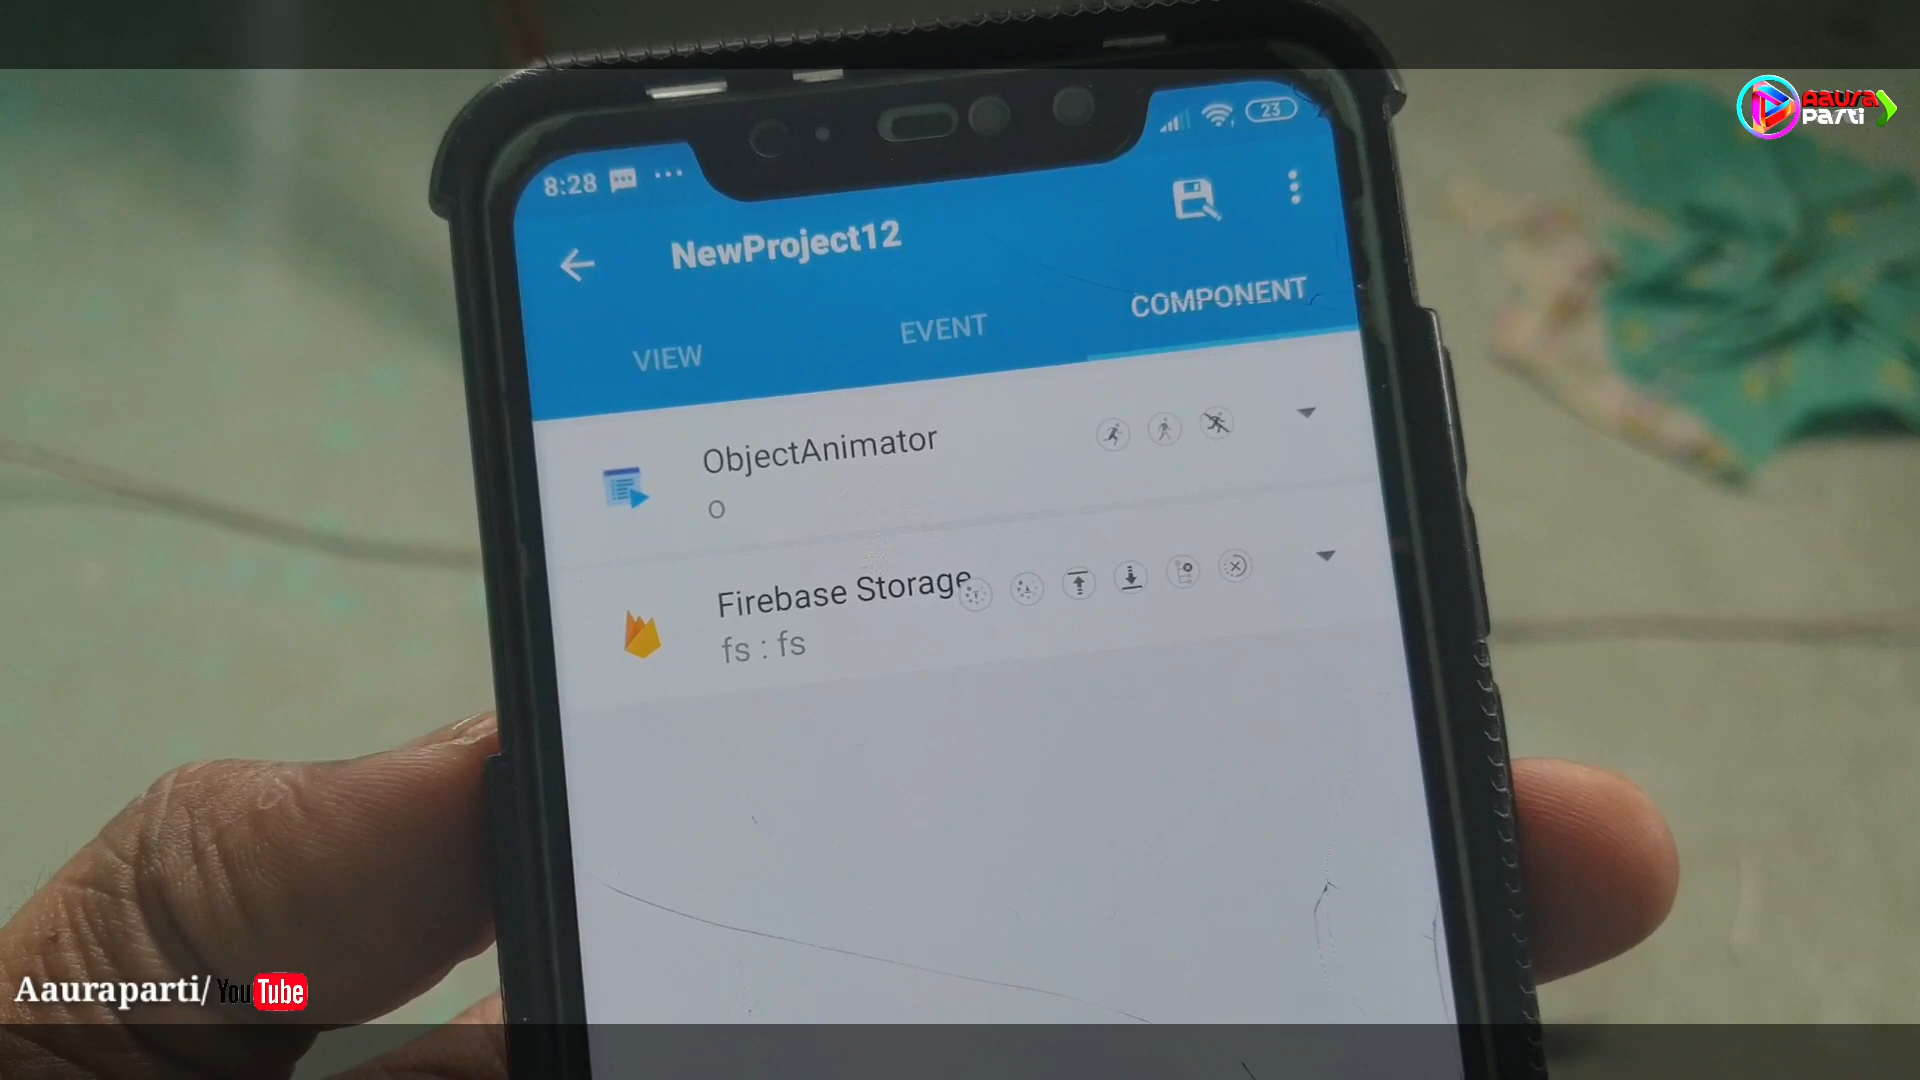 Aaura
Parti
8:28
23
NewProject12
VIEW
EVENT
COMPONENT
ObjectAnimator
o
Firebase Storage
fs : fs
Aauraparti/YouTube